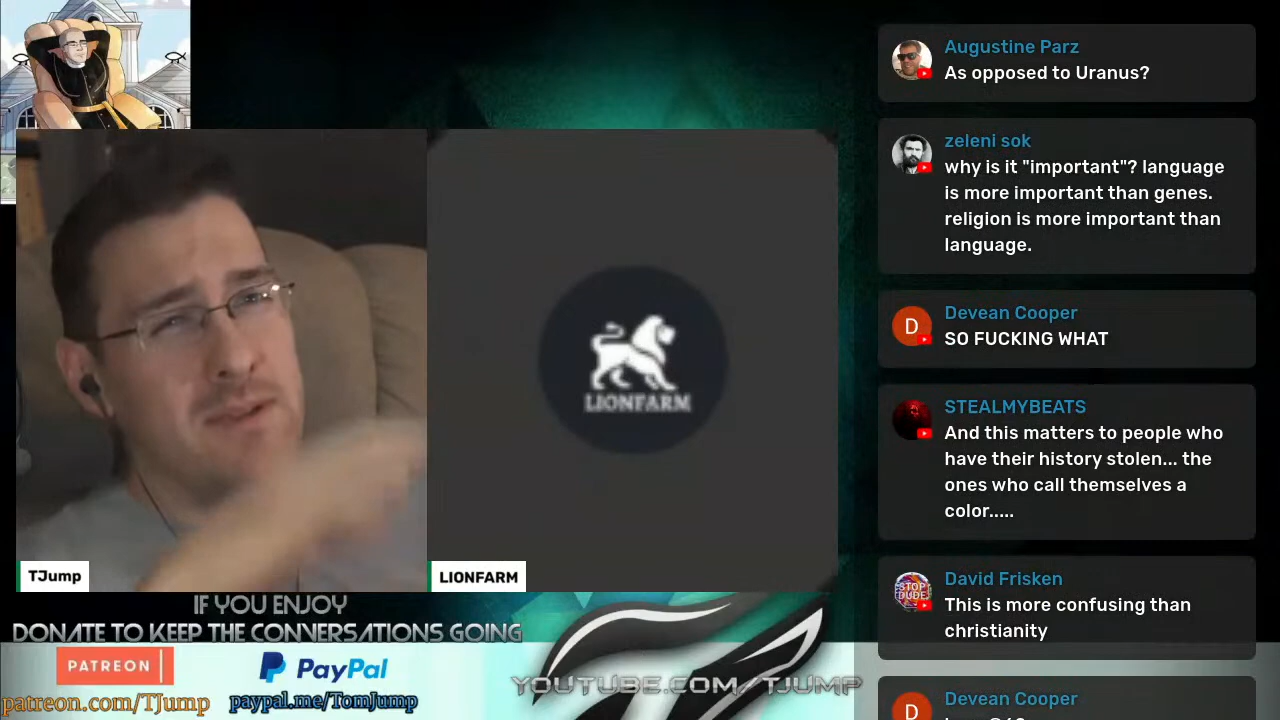 Augustine Parz
As opposed to Uranus?
zeleni sok
why is it "important"? language
is more important than genes.
religion is more important than
language.
Devean Cooper
SO FUCKING WHAT
STEALMYBEATS
And this matters to people who
have their history stolen... the
ones who call themselves a
color.....
David Frisken
This is more confusing than
christianity
Devean Cooper
D
D
STOP
DUDE
LIONFARM
TJump
LIONFARM
IF YOU ENJOY
DONATE TO KEEP THE CONVERSATIONS GOING
PATREON
PayPal
patreon.com/TJump
paypal.me/TomJump
YOUTUBE.COM/TJUMP